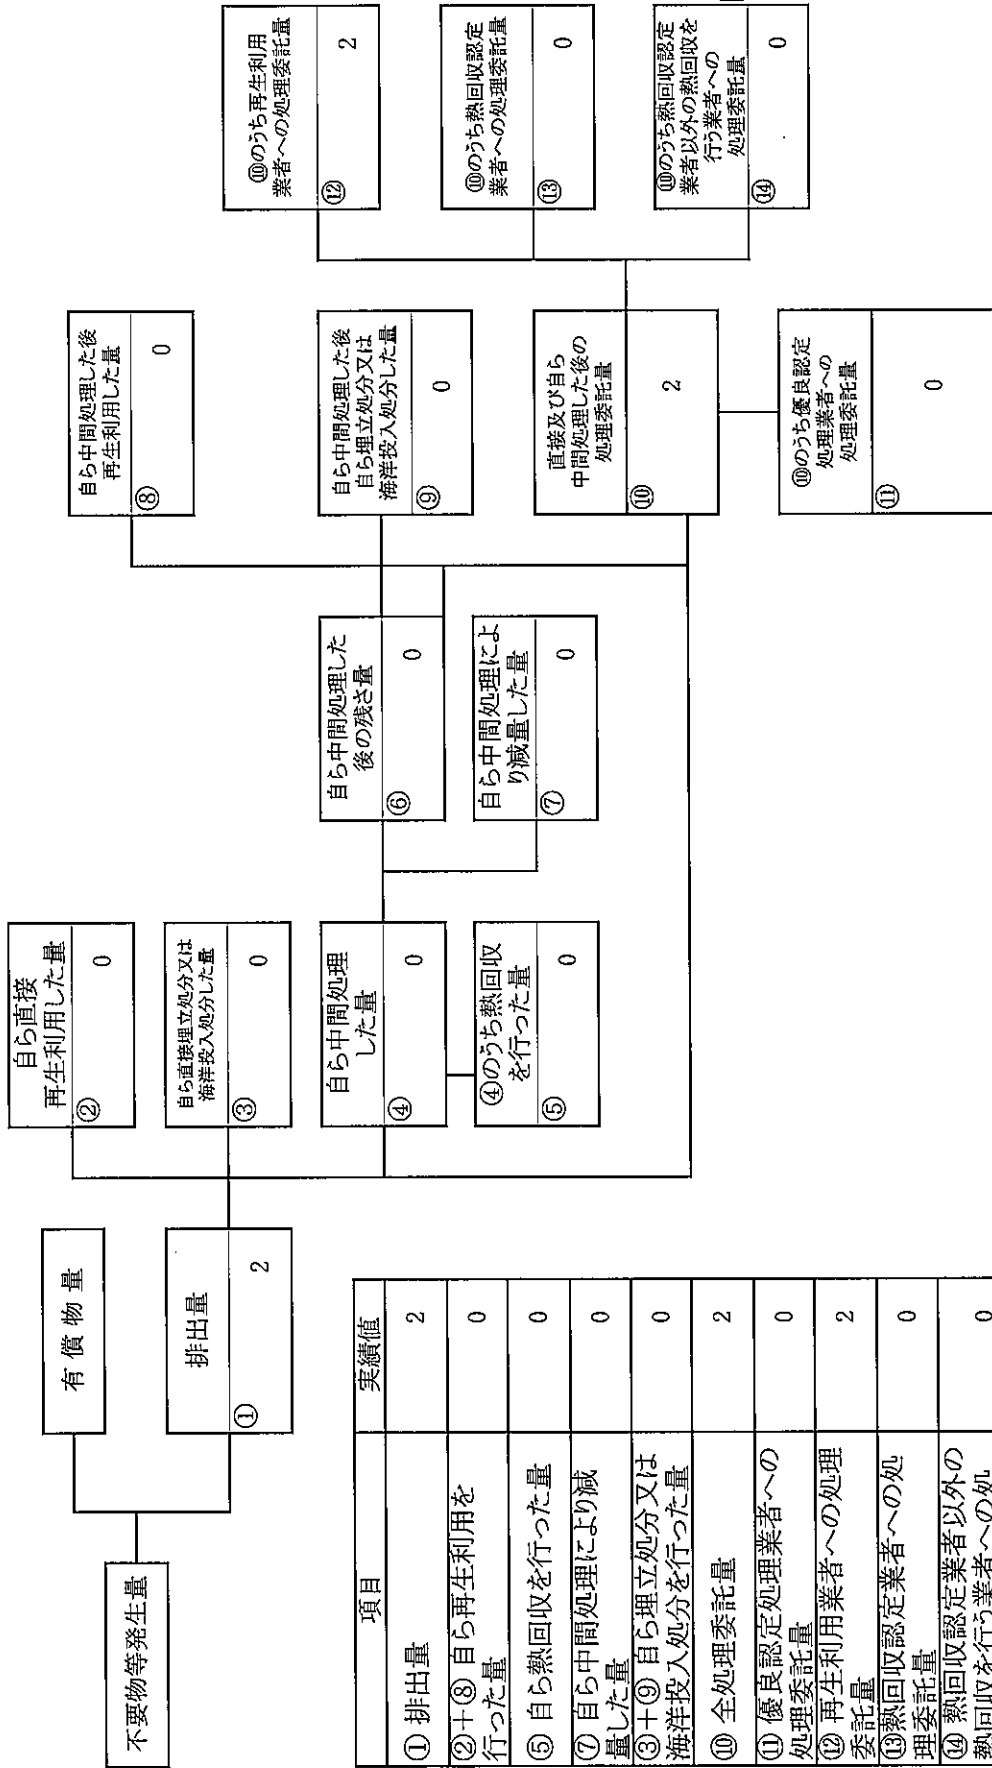 不要物等発生量
有償物量
排出量
①
2
自ら直接
再生利用した量
②
0
自ら直接埋立処分又は
海洋投入処分した量
③
0
自ら中間処理
した量
④
0
④のうち熱回収
を行った量
⑤
0
自ら中間処理した
後の残さ量
⑥
0
自ら中間処理によ
り減量した量
⑦
0
自ら中間処理した後
再生利用した量
⑧
0
自ら中間処理した後
自ら埋立処分又は
海洋投入処分した量
⑨
0
直接及び自ら
中間処理した後の
処理委託量
⑩
2
⑩のうち優良認定
処理業者への
処理委託量
⑪
0
⑩のうち再生利用
業者への処理委託量
⑫
2
⑩のうち熱回収認定
業者への処理委託量
⑬
0
⑩のうち熱回収認定
業者以外の熱回収を
行う業者への
処理委託量
⑭
0
項目 実績値
①排出量 2
②+⑧ 自ら再生利用を
行った量 0
⑤ 自ら熱回収を行った量 0
⑦ 自ら中間処理により減
量した量 0
③+⑨ 自ら埋立処分又は
海洋投入処分を行った量 0
⑩ 全処理委託量 2
⑪ 優良認定処理業者への
処理委託量 0
⑫ 再生利用業者への処理
委託量 2
⑬熱回収認定業者への処
理委託量 0
⑭ 熱回収認定業者以外の
熱回収を行う業者への処 0